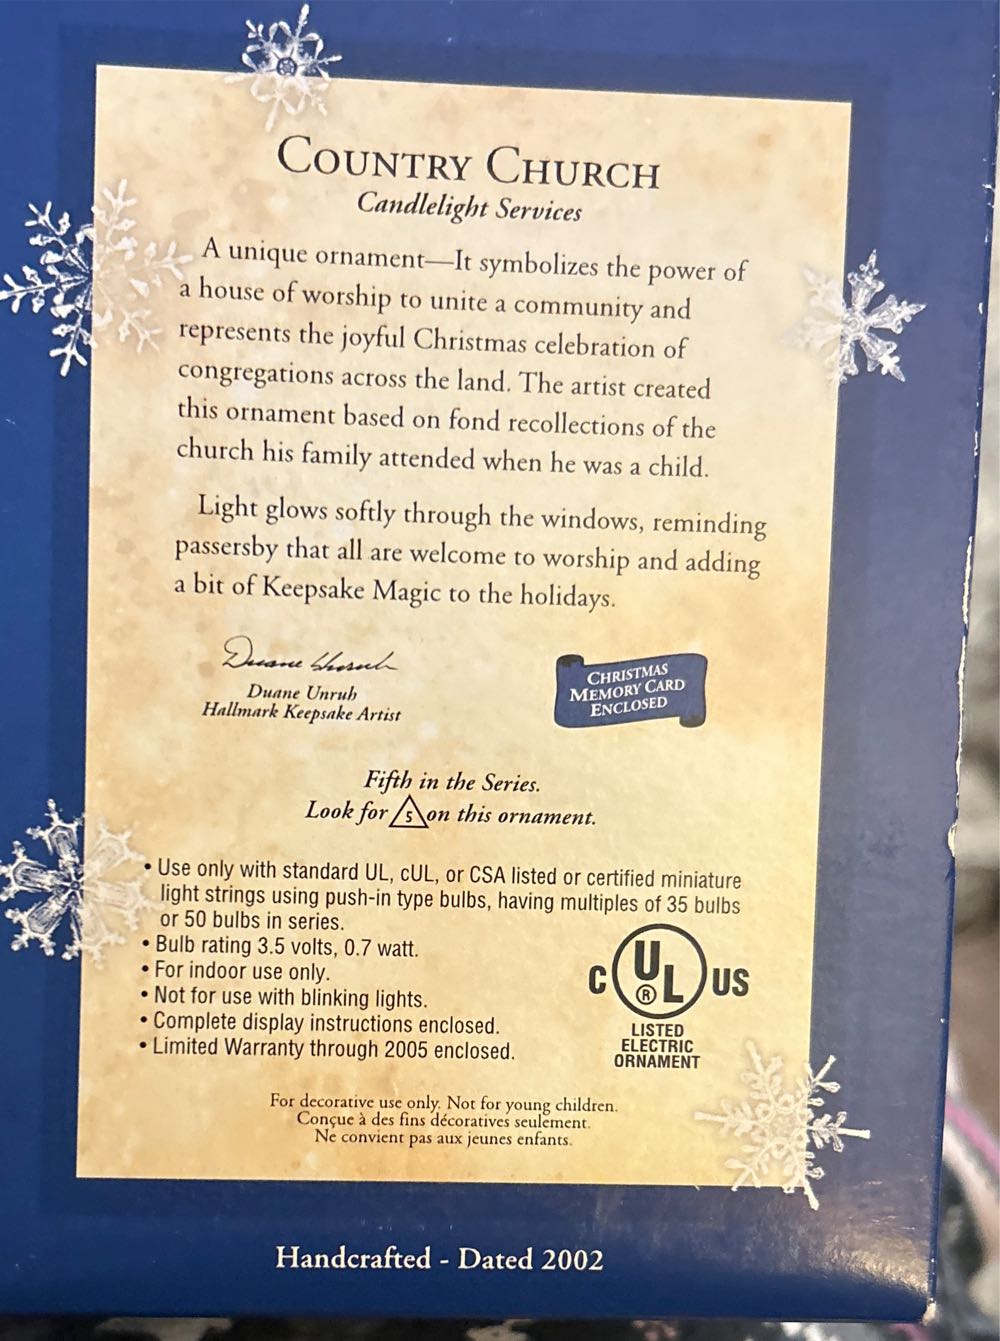 COUNTRY CHURCH
Candlelight Services
A unique ornament—It symbolizes the power of
a house of worship to unite a community and
represents the joyful Christmas celebration of
congregations across the land. The artist created
this ornament based on fond recollections of the
church his family attended when he was a child.
Light glows softly through the windows, reminding
passersby that all are welcome to worship and adding
a bit of Keepsake Magic to the holidays.
Duane Unruh
Duane Unruh
Hallmark Keepsake Artist
CHRISTMAS
MEMORY CARD
ENCLOSED
Fifth in the Series.
Look for 5 on this ornament.
• Use only with standard UL, cUL, or CSA listed or certified miniature
light strings using push-in type bulbs, having multiples of 35 bulbs
or 50 bulbs in series.
• Bulb rating 3.5 volts, 0.7 watt.
• For indoor use only.
• Not for use with blinking lights.
• Complete display instructions enclosed.
• Limited Warranty through 2005 enclosed.
C UL® US
LISTED
ELECTRIC
ORNAMENT
For decorative use only. Not for young children.
Conçue à des fins décoratives seulement.
Ne convient pas aux jeunes enfants.
Handcrafted - Dated 2002